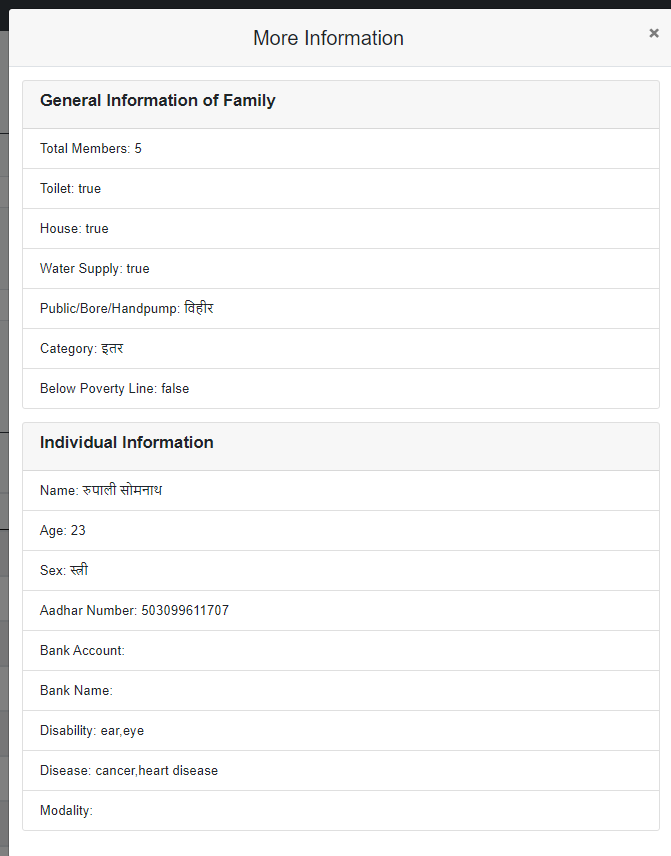 More Information
×
General Information of Family
Total Members: 5
Toilet: true
House: true
Water Supply: true
Public/Bore/Handpump: विहीर
Category: इतर
Below Poverty Line: false
Individual Information
Name: रुपाली सोमनाथ
Age: 23
Sex: स्त्री
Aadhar Number: 503099611707
Bank Account:
Bank Name:
Disability: ear,eye
Disease: cancer,heart disease
Modality: